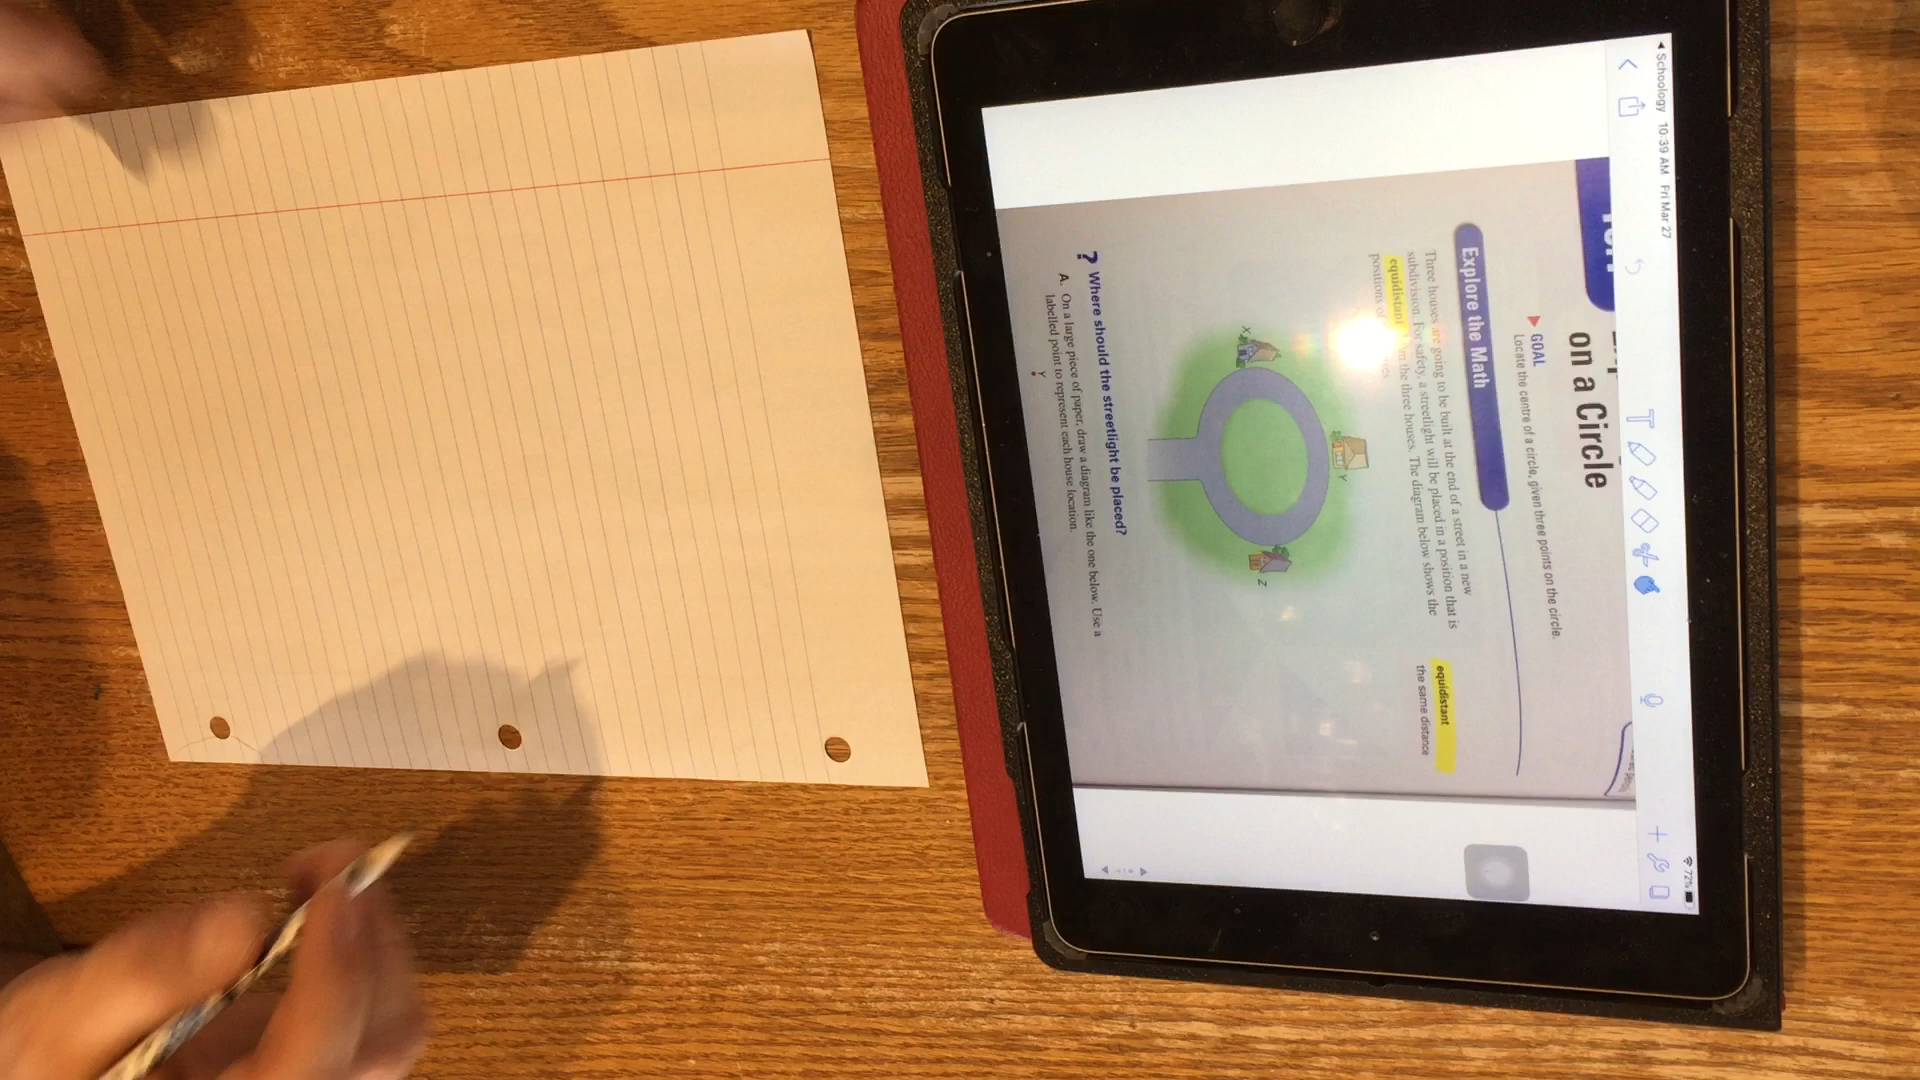 Schoology 10:39 AM Fri Mar 27
72%
on a Circle
GOAL
Locate the centre of a circle, given three points on the circle.
Explore the Math
Three houses are going to be built at the end of a street in a new
subdivision. For safety, a streetlight will be placed in a position that is
equidistant from the three houses. The diagram below shows the
positions of
equidistant
the same distance
Y
X
Z
? Where should the streetlight be placed?
A. On a large piece of paper, draw a diagram like the one below. Use a
labelled point to represent each house location.
Y